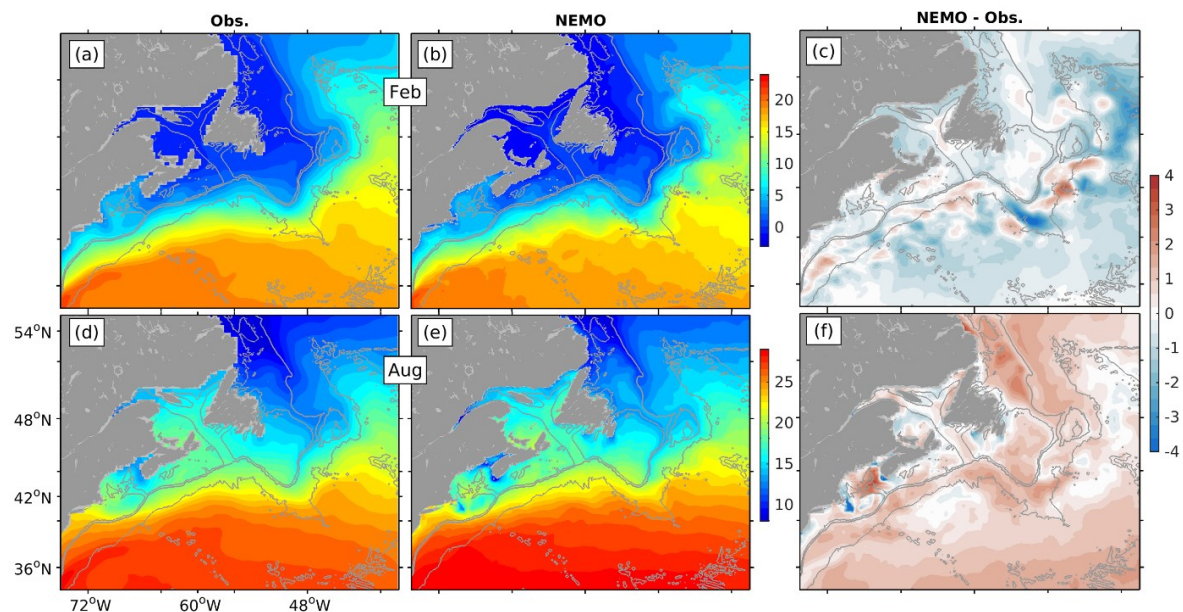 Obs.
NEMO
NEMO - Obs.
(a)
(b)
(c)
Feb
20
15
10
5
0
4
3
2
1
0
-1
-2
-3
-4
(d)
(e)
(f)
Aug
25
20
15
10
54°N
48°N
42°N
36°N
72°W
60°W
48°W